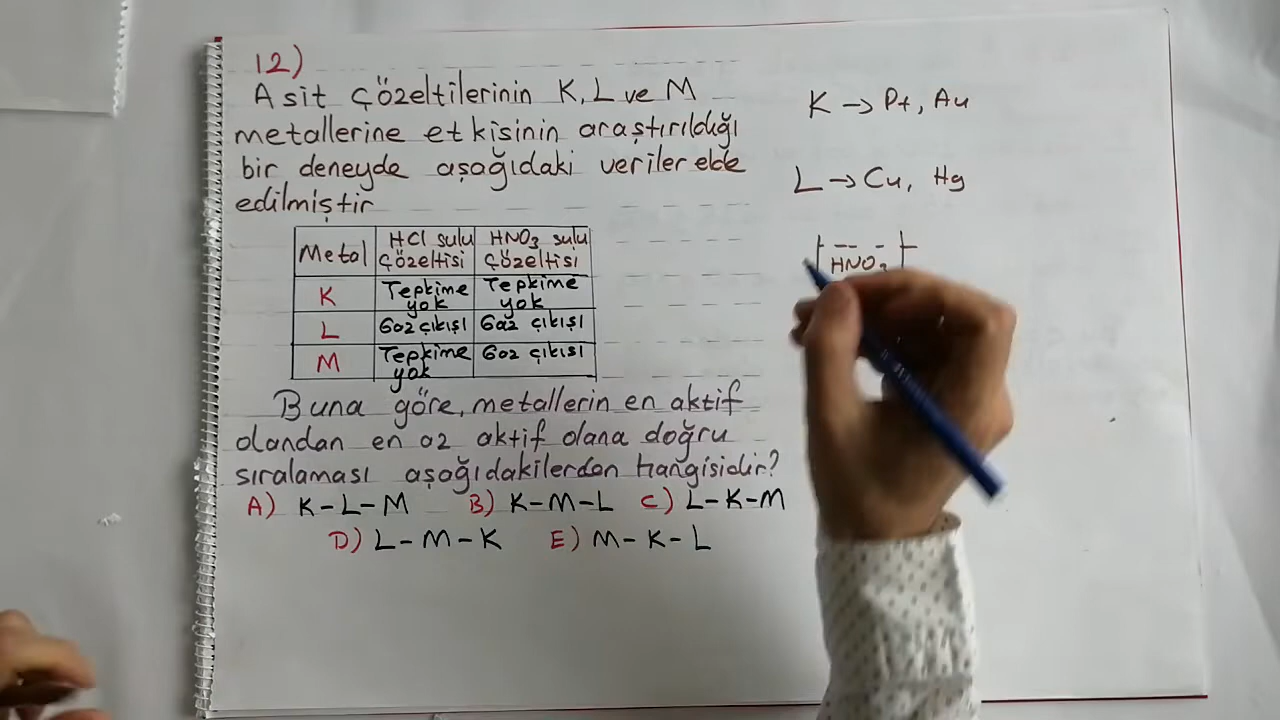 12)
Asit çözeltilerinin K, L ve M
metallerine etkisinin araştırıldığı
bir deneyde aşağıdaki veriler elde
edilmiştir
Metal HCl sulu çözeltisi HNO3 sulu çözeltisi
K Tepkime yok Tepkime yok
L Gaz çıkışı Gaz çıkışı
M Tepkime yok Gaz çıkısı
Buna göre, metallerin en aktif
olandan en az aktif olana doğru
sıralaması aşağıdakilerden hangisidir?
A) K-L-M B) K-M-L C) L-K-M
D) L-M-K E) M-K-L
K → Pt, Au
L → Cu, Hg
HNO3